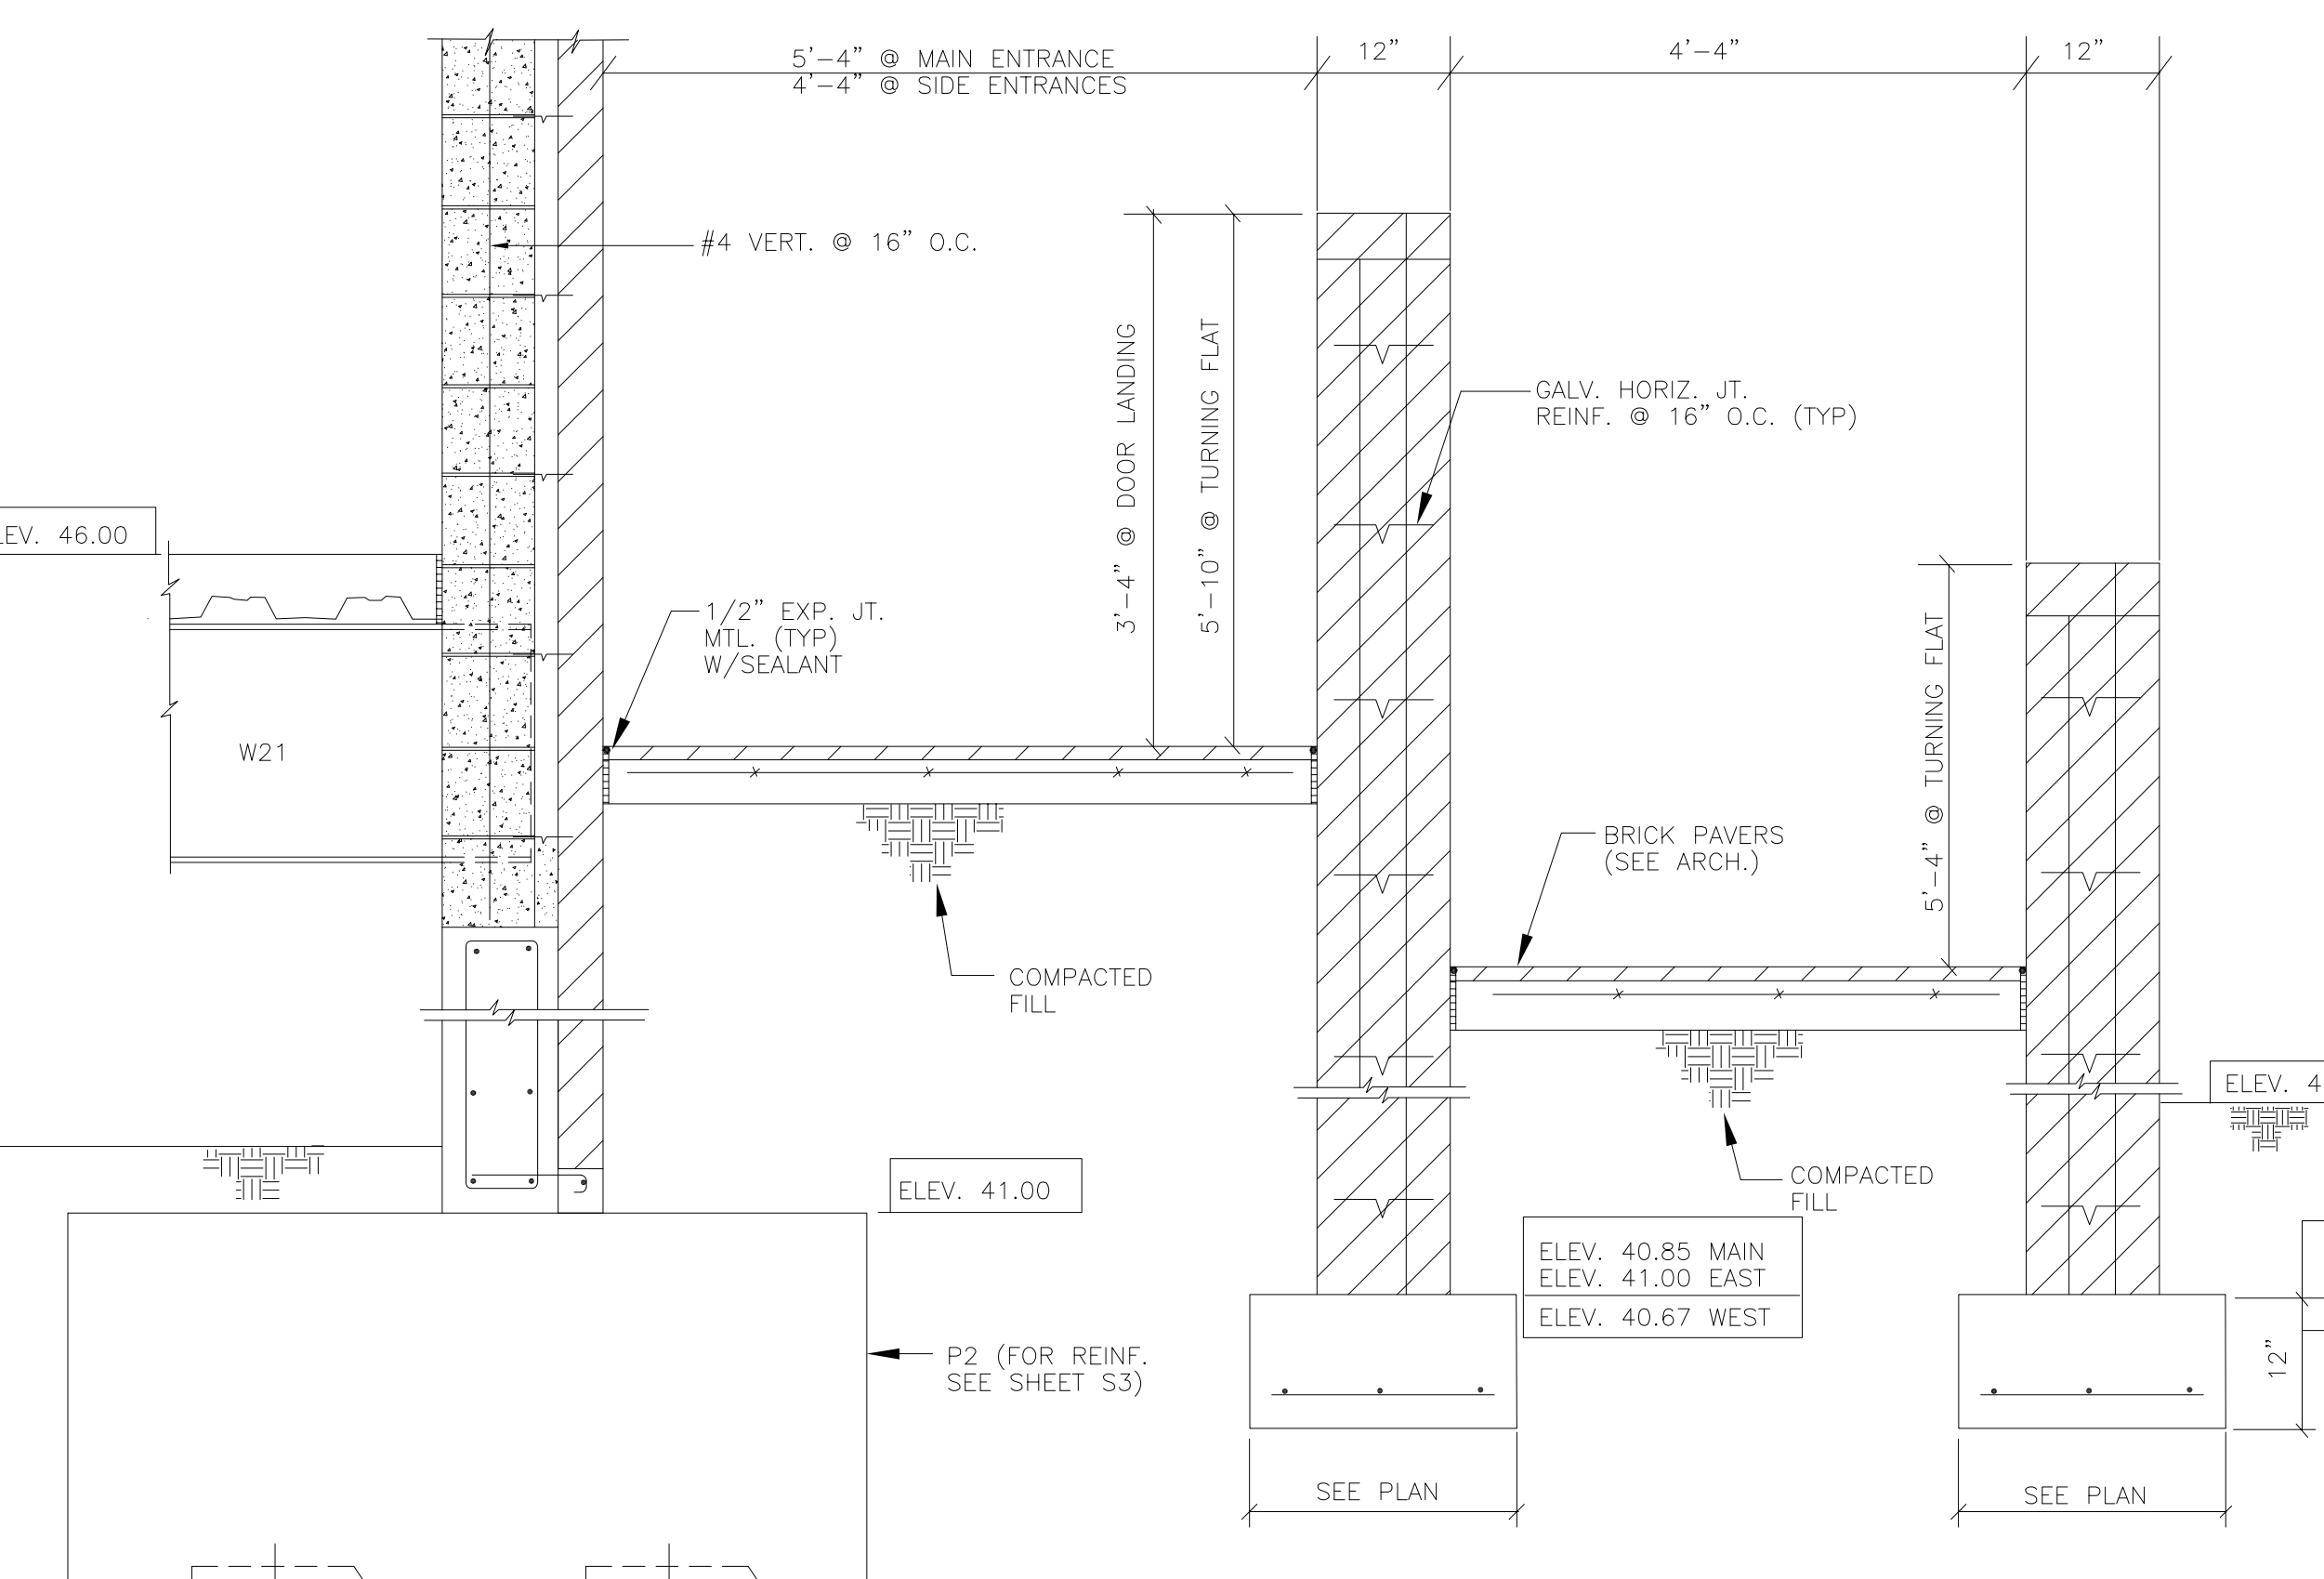 5'-4" @ MAIN ENTRANCE
4'-4" @ SIDE ENTRANCES
12"
4'-4"
12"
#4 VERT. @ 16" O.C.
3'-4" @ DOOR LANDING
5'-10" @ TURNING FLAT
GALV. HORIZ. JT.
REINF. @ 16" O.C. (TYP)
46.00
1/2" EXP. JT.
MTL. (TYP)
W/SEALANT
5'-4" @ TURNING FLAT
W21
BRICK PAVERS
(SEE ARCH.)
COMPACTED
FILL
ELEV. 4
ELEV. 41.00
COMPACTED
FILL
ELEV. 40.85 MAIN
ELEV. 41.00 EAST
ELEV. 40.67 WEST
P2 (FOR REINF.
SEE SHEET S3)
12"
SEE PLAN
SEE PLAN